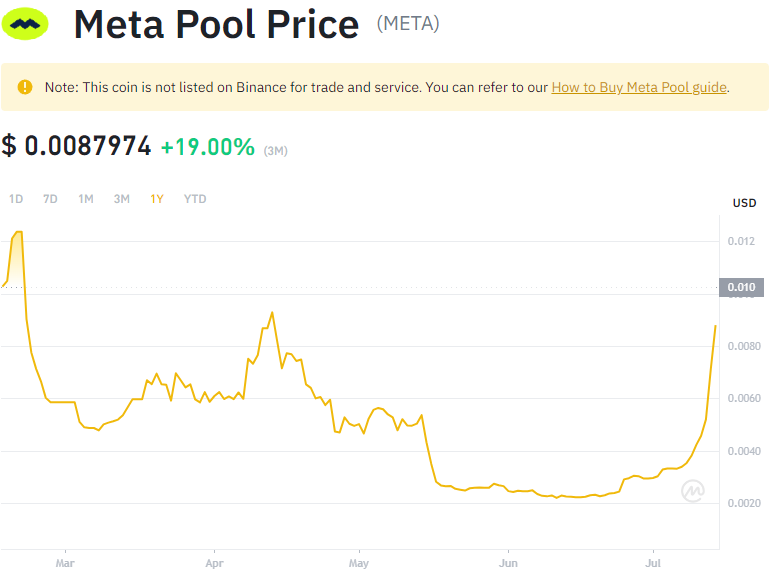 Meta Pool Price (META)
Note: This coin is not listed on Binance for trade and service. You can refer to our How to Buy Meta Pool guide.
$ 0.0087974 +19.00% (3M)
1D 7D 1M 3M 1Y YTD
USD
0.012
0.010
0.0080
0.0060
0.0040
0.0020
Mar Apr May Jun Jul